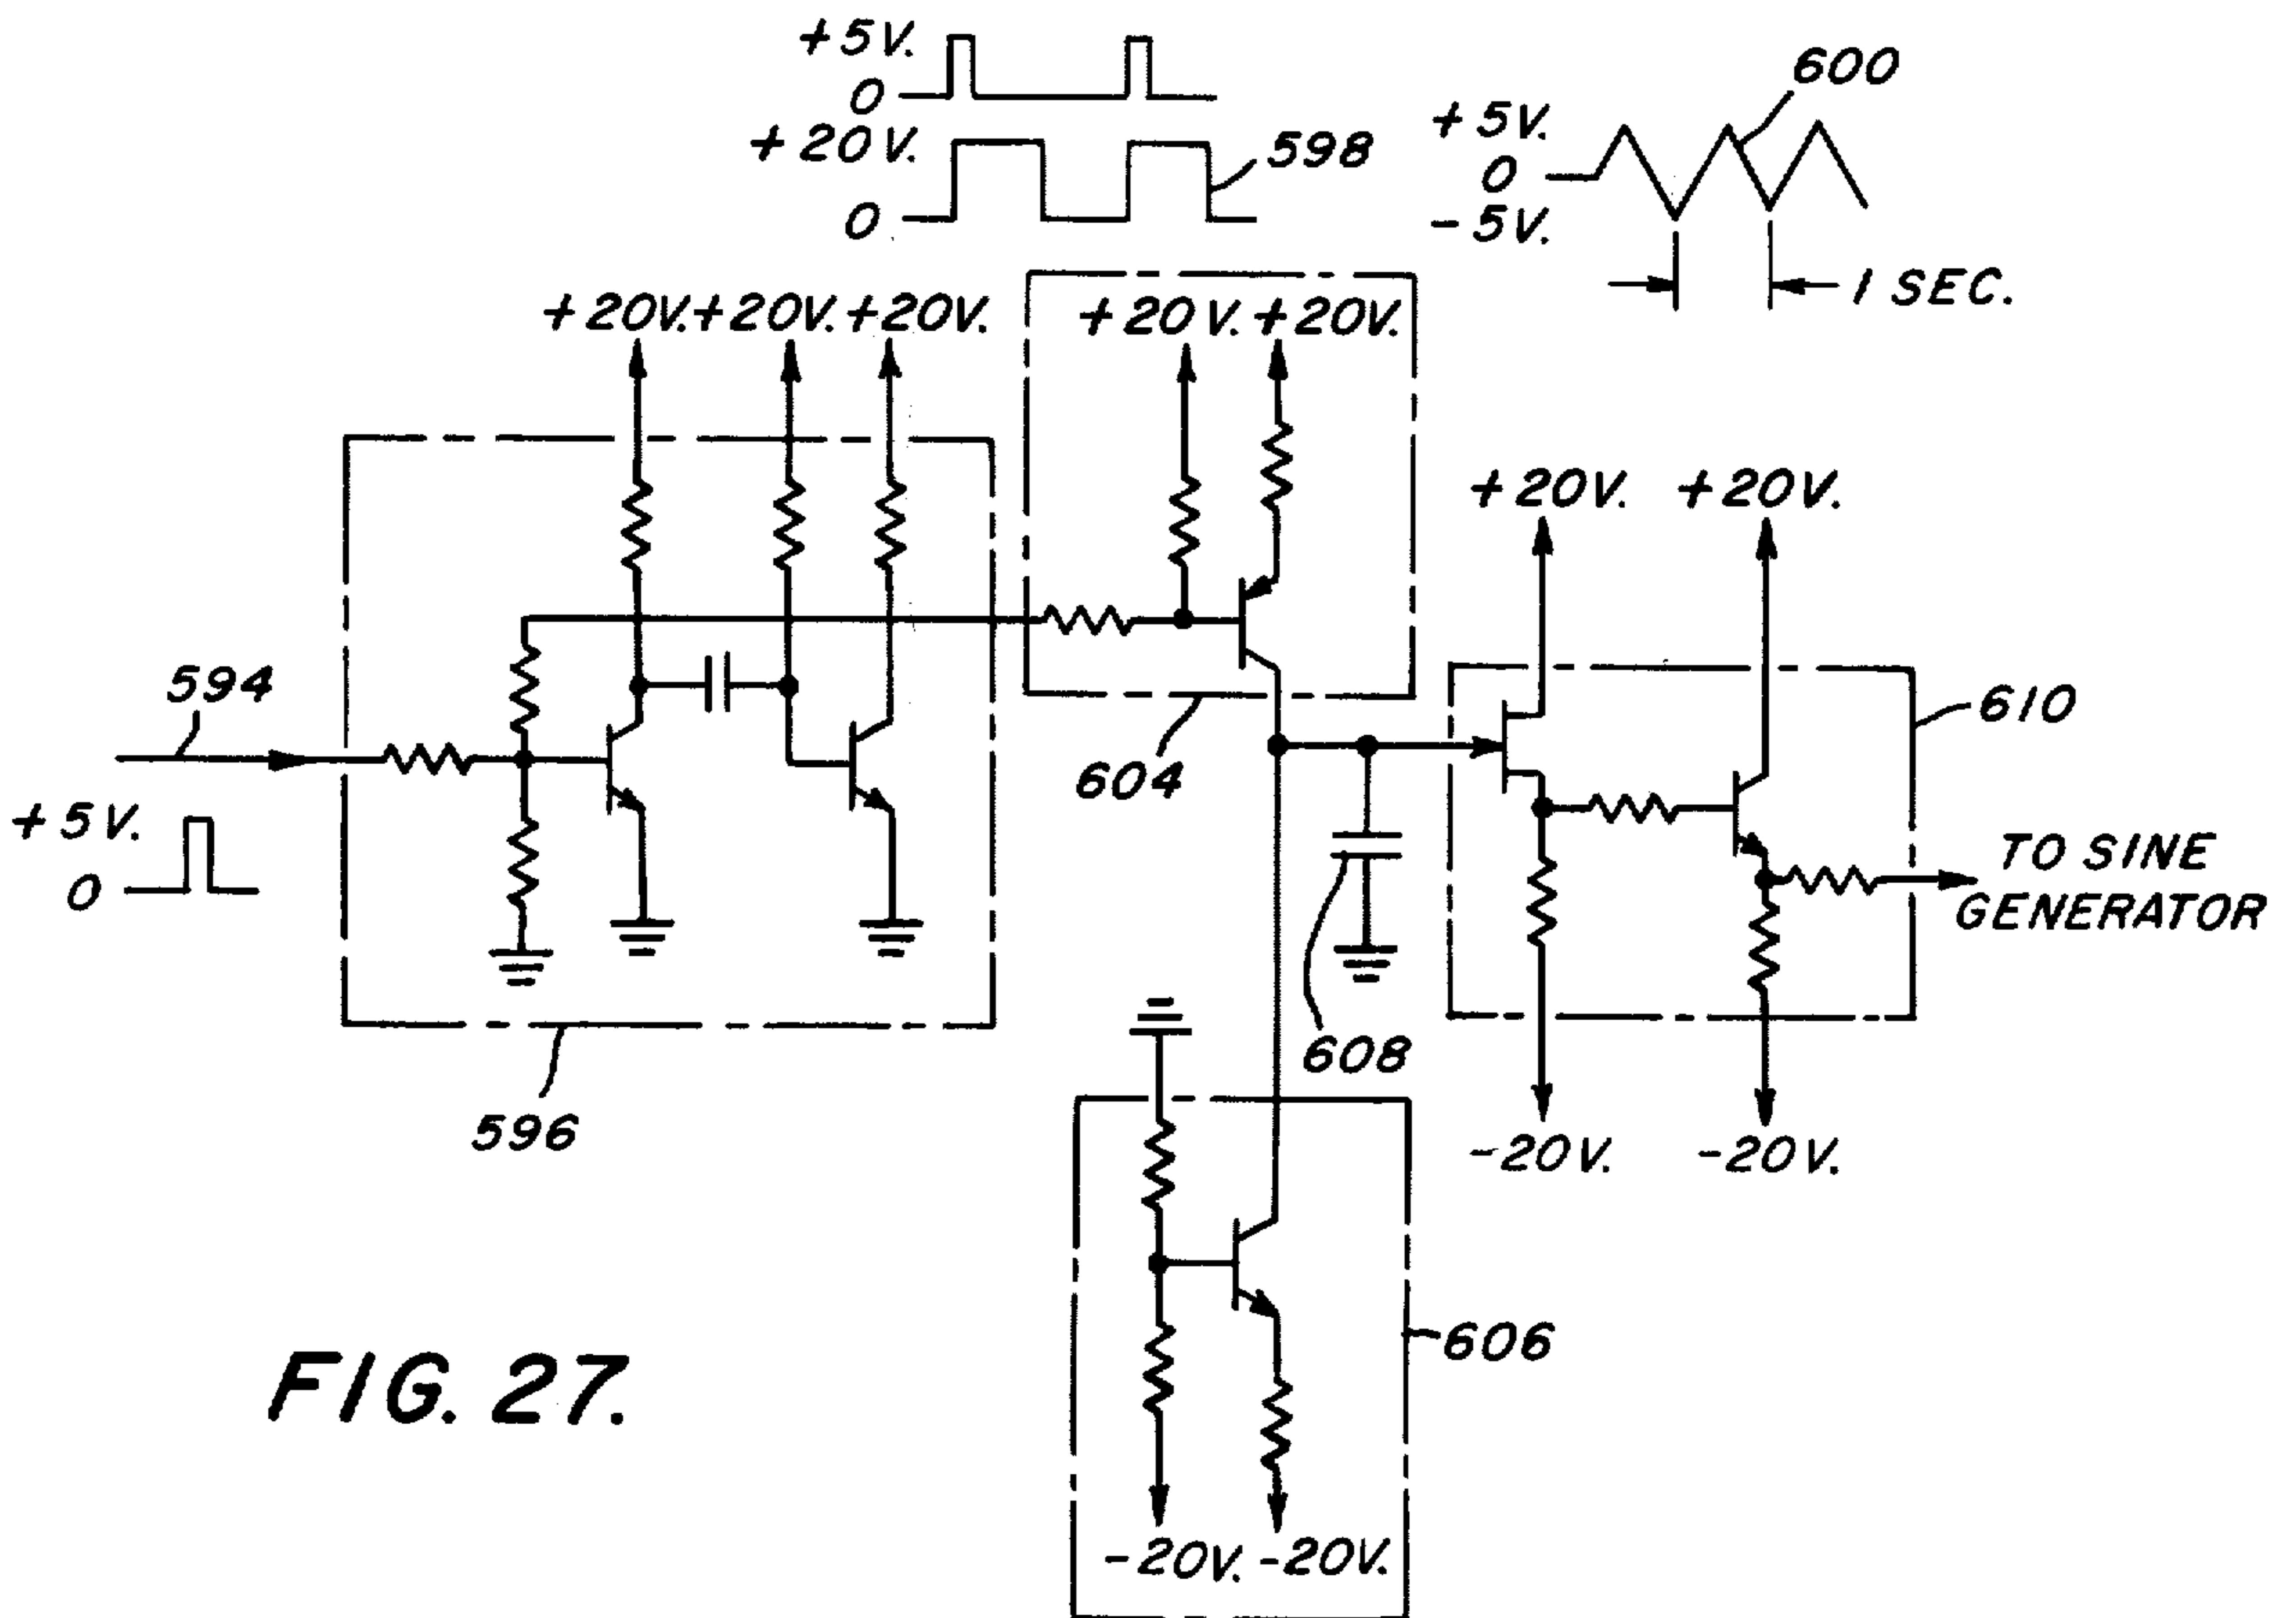 +5V.
0
+20V.
598
0
600
+5V.
0
-5V.
1 SEC.
+20V. +20V. +20V.
+20V. +20V.
+20V. +20V.
594
+5V.
0
604
610
TO SINE
GENERATOR
608
596
-20V. -20V.
606
-20V. -20V.
FIG. 27.